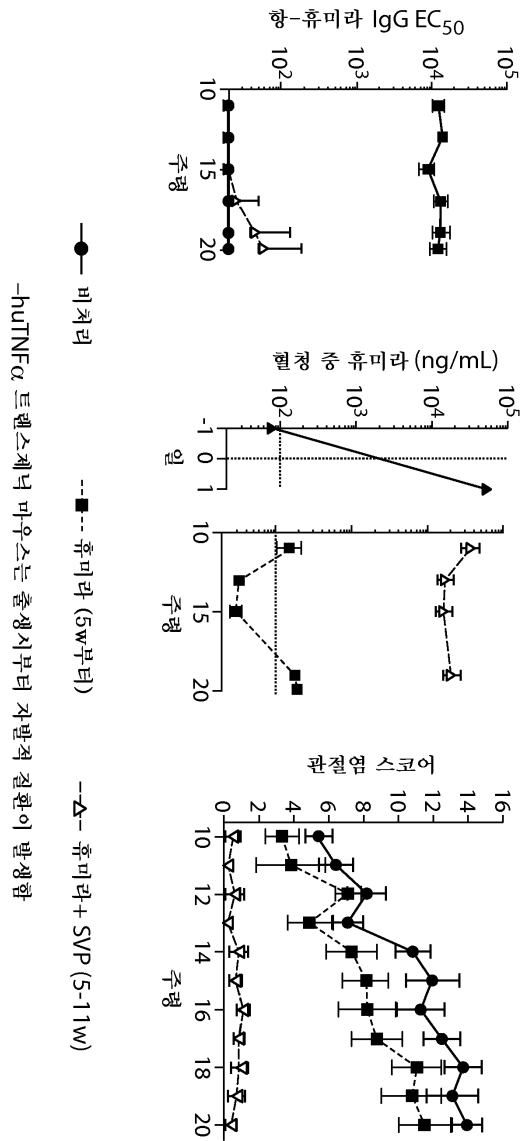 항-휴미라 IgG EC50
10^2
10^3
10^4
10^5
10
15
20
주령
혈청 중 휴미라 (ng/mL)
10^2
10^3
10^4
10^5
-1
0
1
일
10
15
20
주령
관절염 스코어
0
2
4
6
8
10
12
14
16
10
12
14
16
18
20
주령
비처리
휴미라 (5w부터)
휴미라+ SVP (5-11w)
-huTNFα 트랜스제닉 마우스는 출생시부터 자발적 질환이 발생함